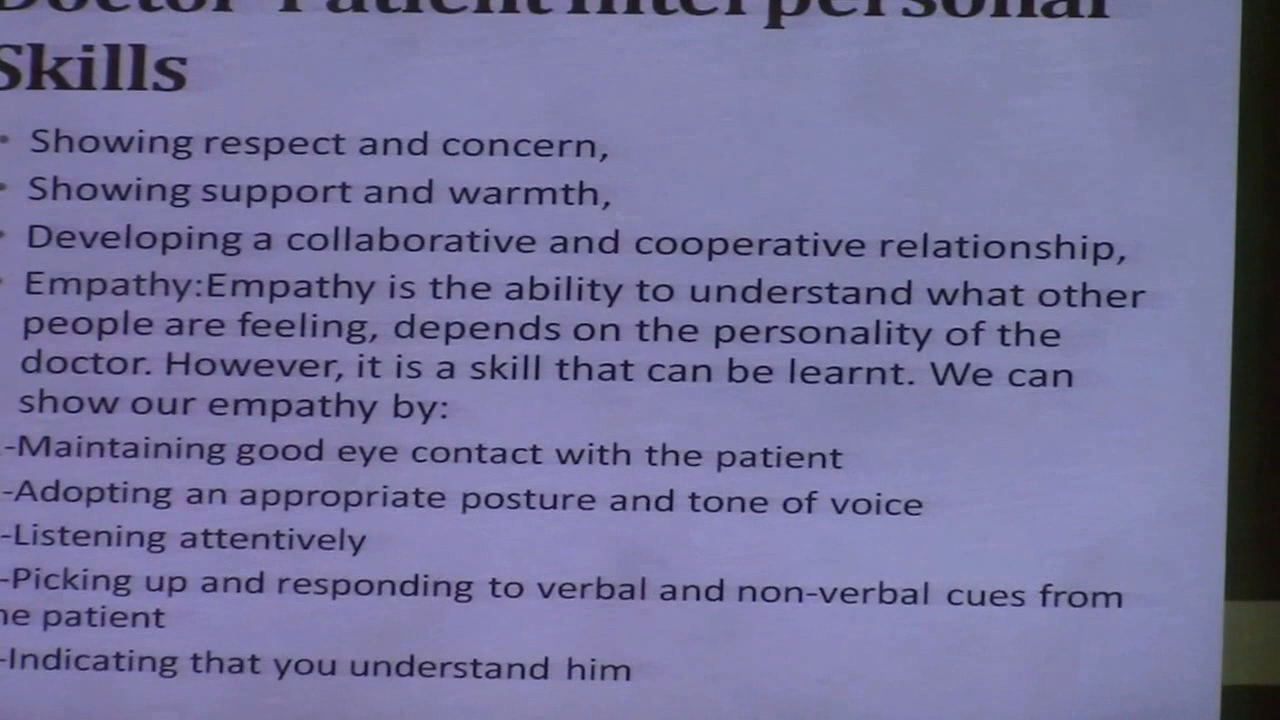 Doctor Patient Interpersonal
Skills
• Showing respect and concern,
• Showing support and warmth,
• Developing a collaborative and cooperative relationship,
• Empathy:Empathy is the ability to understand what other
people are feeling, depends on the personality of the
doctor. However, it is a skill that can be learnt. We can
show our empathy by:
-Maintaining good eye contact with the patient
-Adopting an appropriate posture and tone of voice
-Listening attentively
-Picking up and responding to verbal and non-verbal cues from
he patient
-Indicating that you understand him